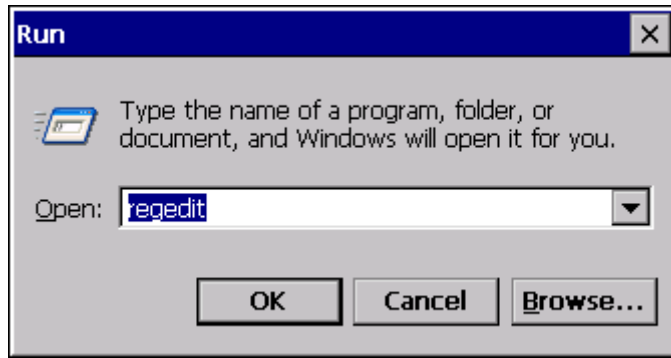 Run
Type the name of a program, folder, or
document, and Windows will open it for you.
Open: regedit
OK Cancel Browse...